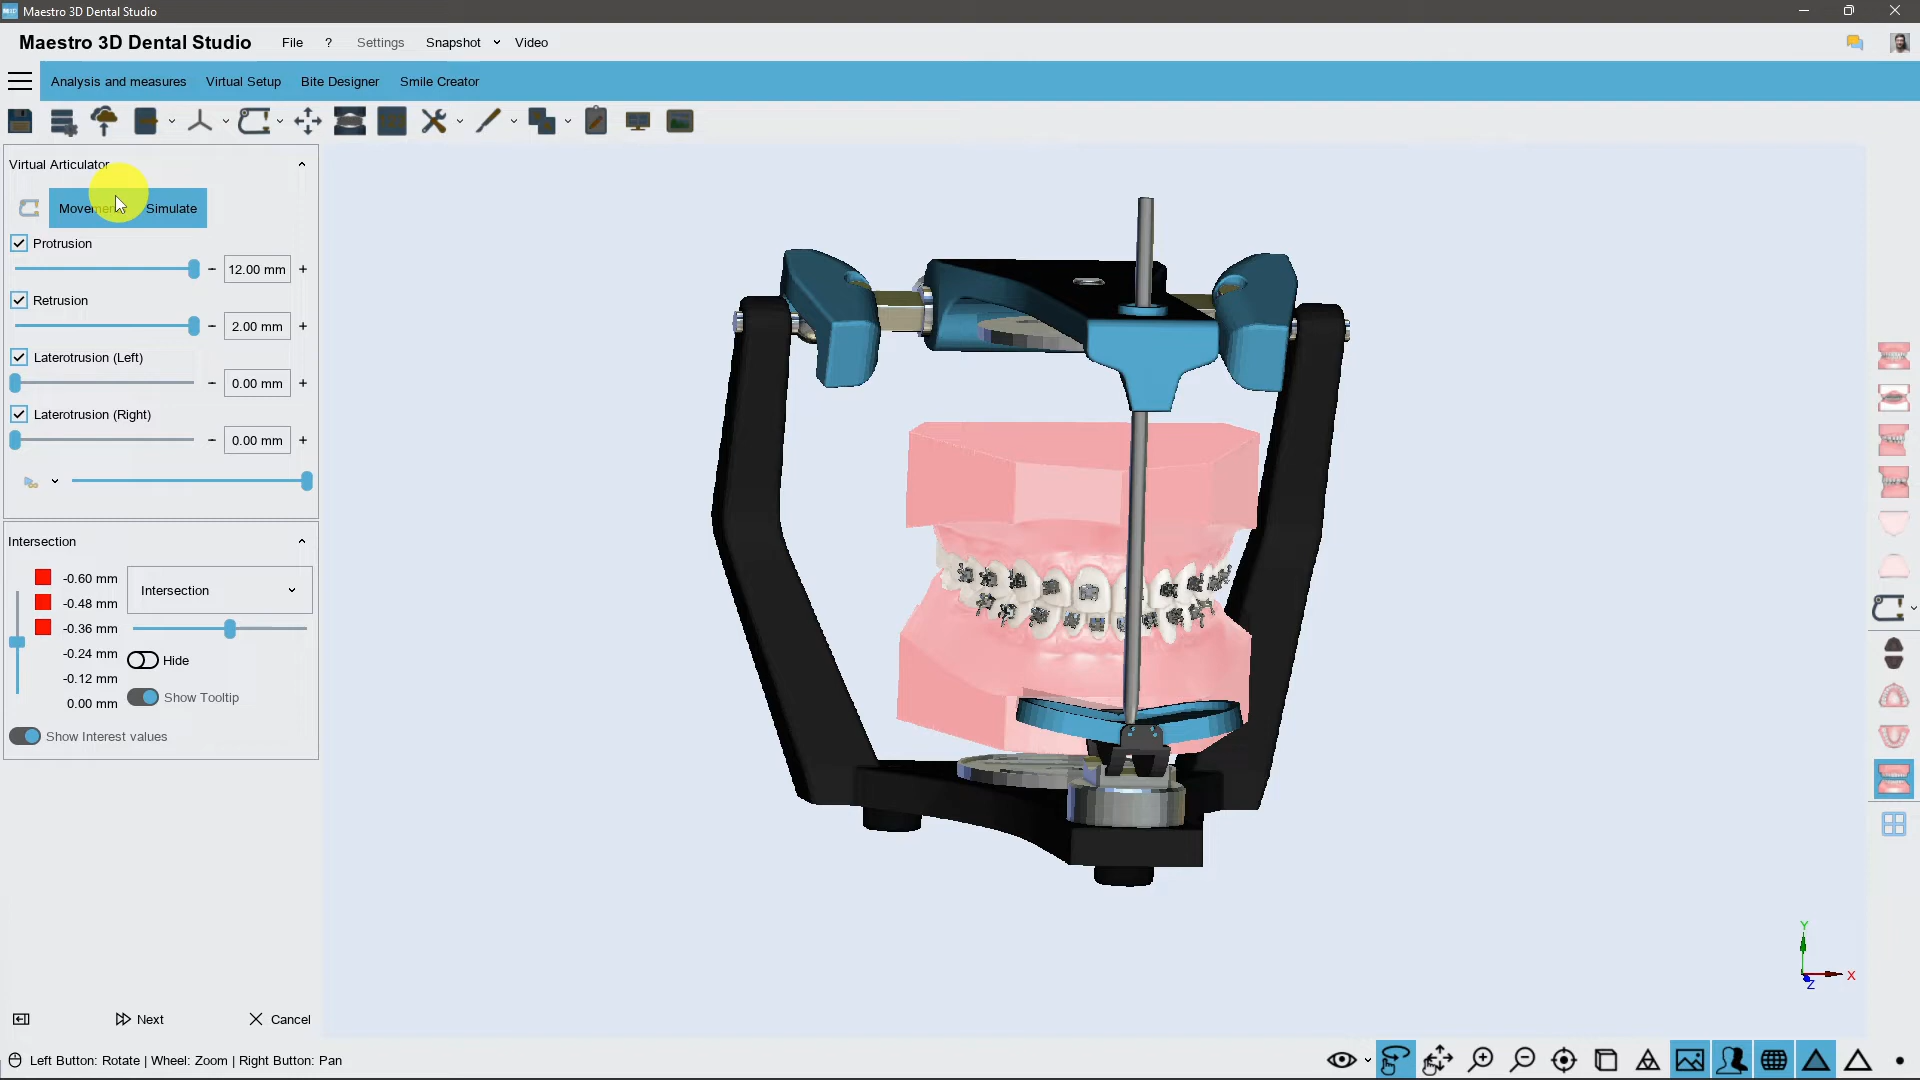 Maestro 3D Dental Studio
Maestro 3D Dental Studio File ? Settings Snapshot Video
Analysis and measures Virtual Setup Bite Designer Smile Creator
Virtual Articulator
Simulate
Protrusion
12.00 mm
Retrusion
2.00 mm
Laterotrusion (Left)
0.00 mm
Laterotrusion (Right)
0.00 mm
Intersection
-0.60 mm
-0.48 mm
-0.36 mm
-0.24 mm
-0.12 mm
0.00 mm
Intersection
Hide
Show Tooltip
Show Interest values
Next Cancel
Left Button: Rotate | Wheel: Zoom | Right Button: Pan
Y
X
Z